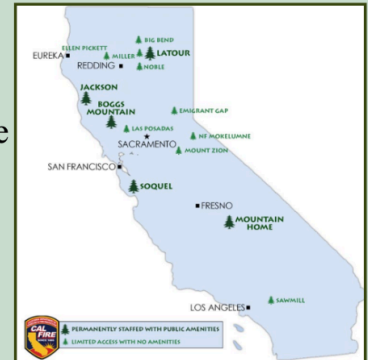 BIG BEND
ELLEN PICKETT
EUREKA
MILLER
LATOUR
REDDING
NOBLE
JACKSON
BOGGS
MOUNTAIN
EMIGRANT GAP
LAS POSADAS
NF MOKELUMNE
SACRAMENTO
MOUNT ZION
SAN FRANCISCO
SOQUEL
FRESNO
MOUNTAIN
HOME
SAWMILL
LOS ANGELES
CAL
FIRE
PERMANENTLY STAFFED WITH PUBLIC AMENITIES
LIMITED ACCESS WITH NO AMENITIES
e